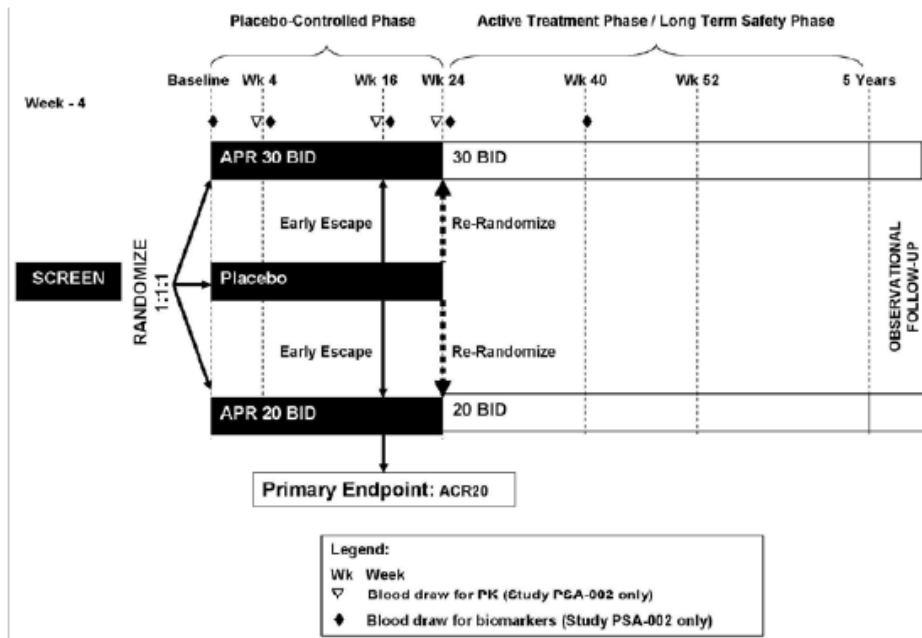 Placebo-Controlled Phase
Active Treatment Phase / Long Term Safety Phase
Week - 4
Baseline
Wk 4
Wk 16
Wk 24
Wk 40
Wk 52
5 Years
APR 30 BID
30 BID
Early Escape
Re-Randomize
SCREEN
RANDOMIZE
1:1:1
Placebo
Early Escape
Re-Randomize
APR 20 BID
20 BID
OBSERVATIONAL
FOLLOW-UP
Primary Endpoint: ACR20
Legend:
Wk Week
▽ Blood draw for PK (Study PSA-002 only)
♦ Blood draw for biomarkers (Study PSA-002 only)